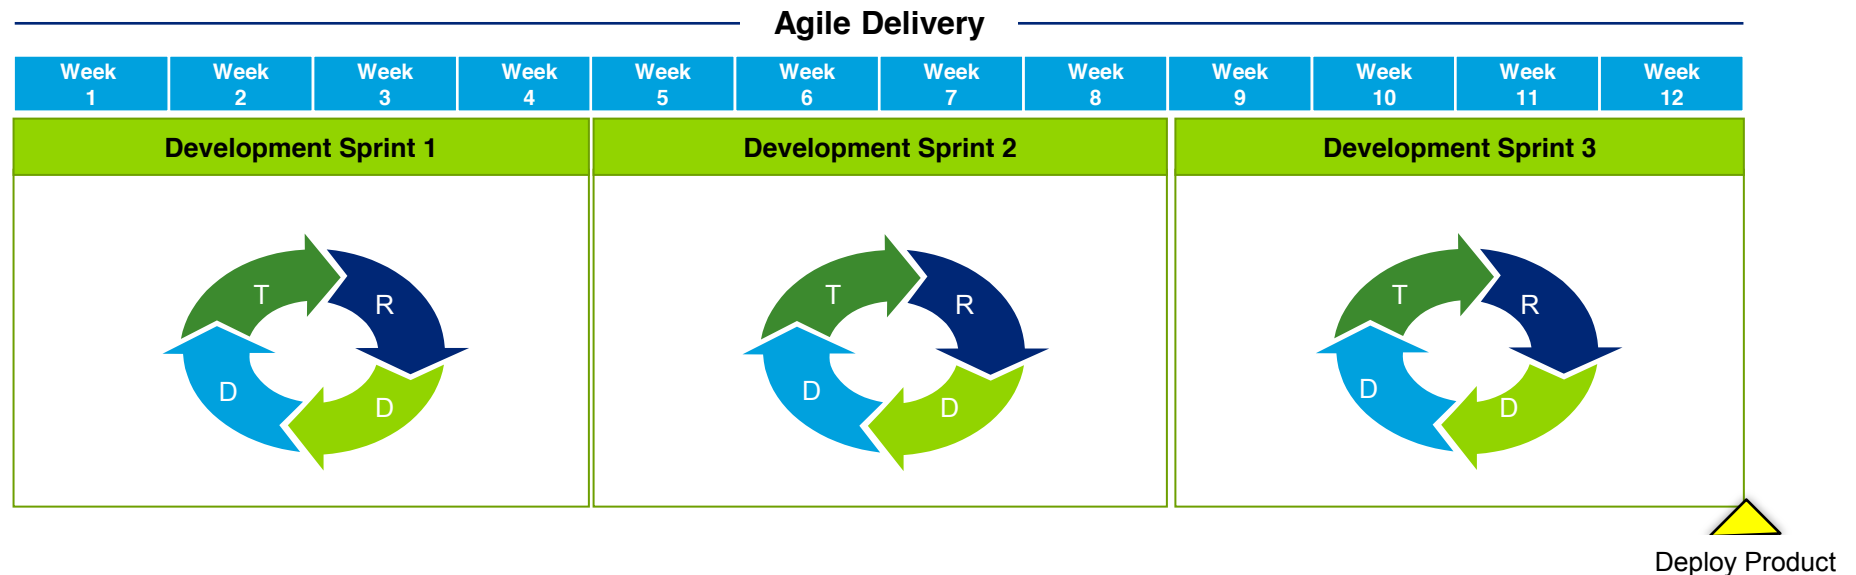 Agile Delivery
Week Week Week Week Week Week Week Week Week Week Week Week
1 2 3 4 5 6 7 8 9 10 11 12
Development Sprint 1 Development Sprint 2 Development Sprint 3
T R T R T R
D D D D D D
Deploy Product